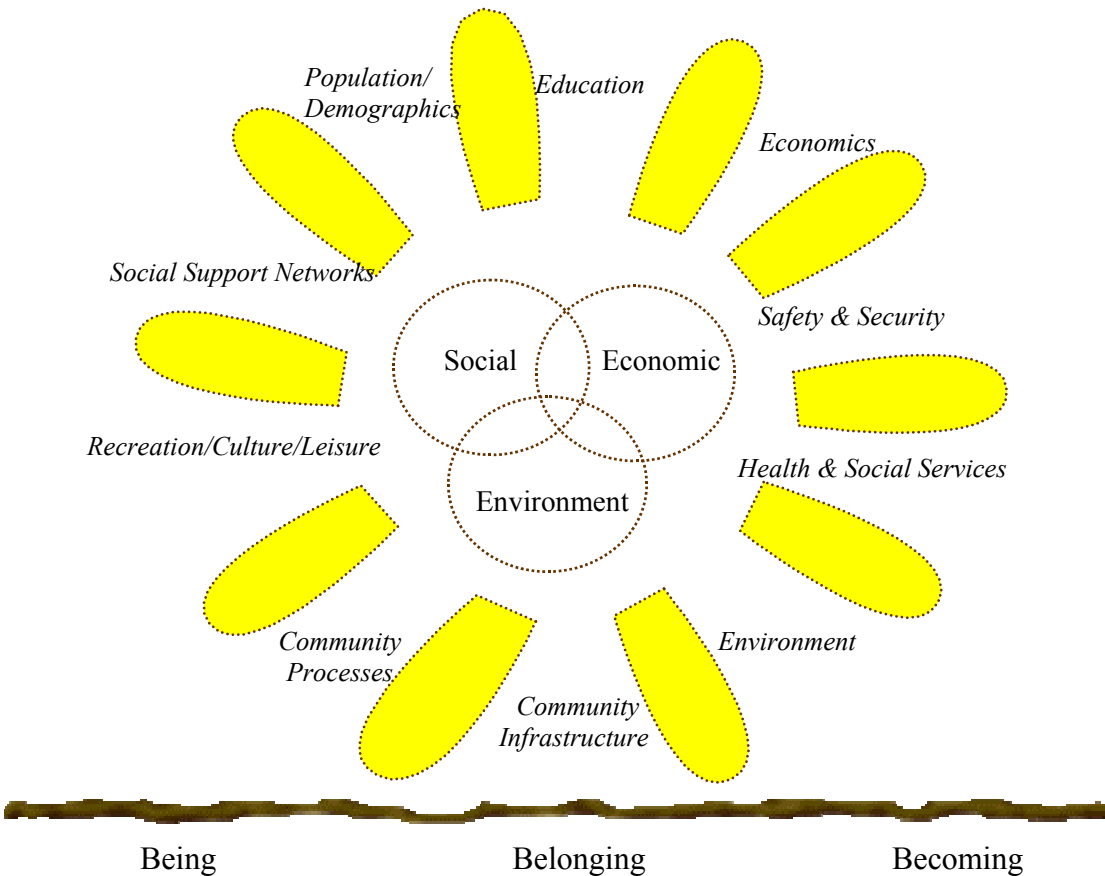 Population/
Demographics
Education
Economics
Social Support Networks
Safety & Security
Social
Economic
Recreation/Culture/Leisure
Health & Social Services
Environment
Community
Processes
Environment
Community
Infrastructure
Being
Belonging
Becoming